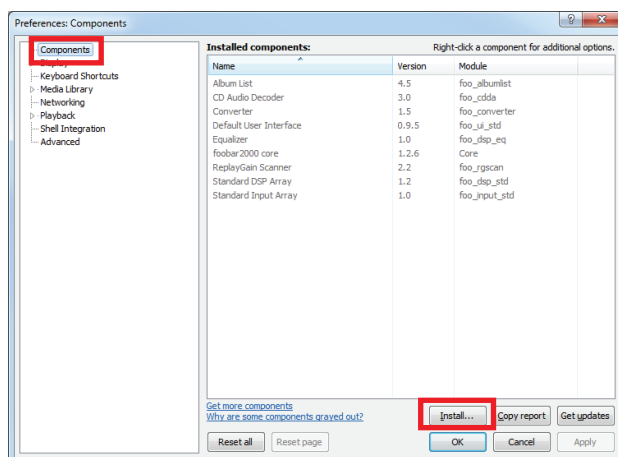 Preferences: Components
Components
Display
Keyboard Shortcuts
Media Library
Networking
Playback
Shell Integration
Advanced
Installed components: Right-click a component for additional options.
Name Version Module
Album List 4.5 foo_albumlist
CD Audio Decoder 3.0 foo_cdda
Converter 1.5 foo_converter
Default User Interface 0.9.5 foo_ui_std
Equalizer 1.0 foo_dsp_eq
foobar2000 core 1.2.6 Core
ReplayGain Scanner 2.2 foo_rgscan
Standard DSP Array 1.2 foo_dsp_std
Standard Input Array 1.0 foo_input_std
Get more components
Why are some components grayed out?
Install... Copy report Get updates
Reset all Reset page OK Cancel Apply